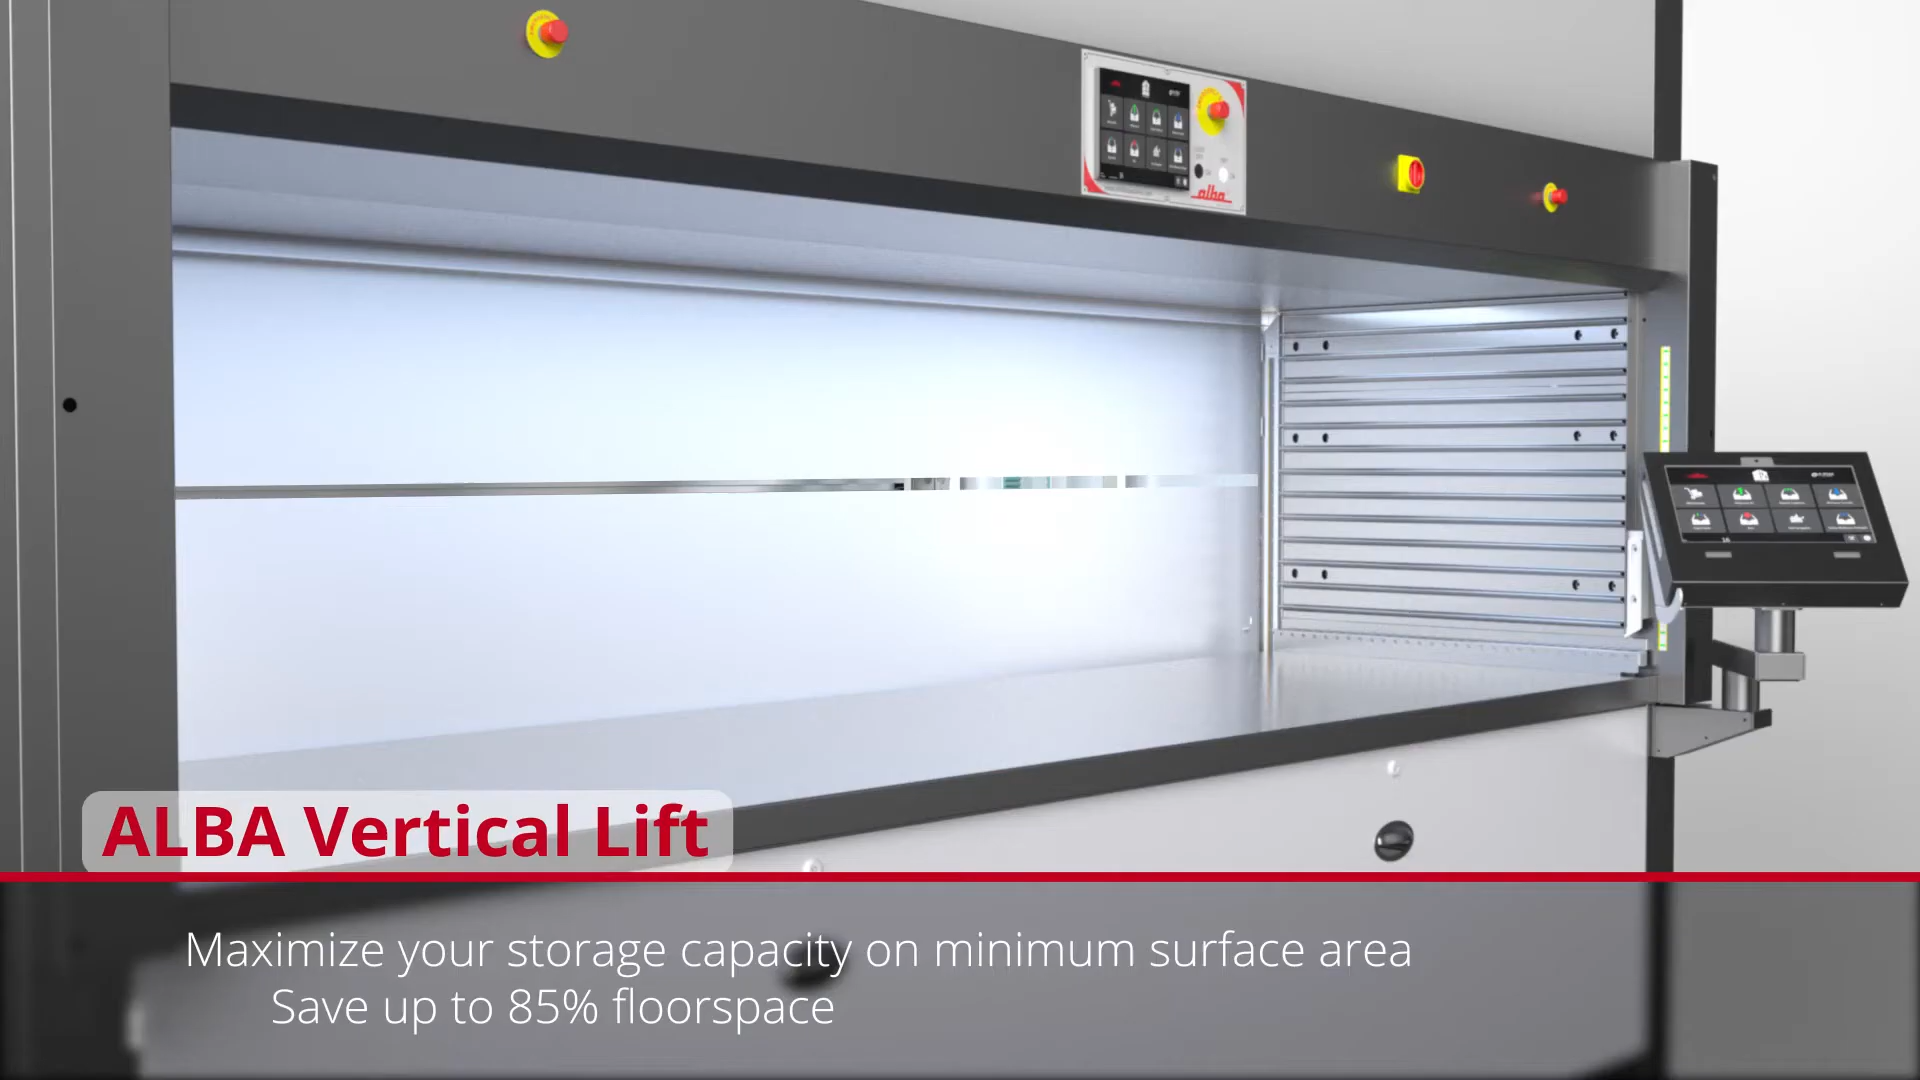 alba
ALBA Vertical Lift
Maximize your storage capacity on minimum surface area
Save up to 85% floorspace